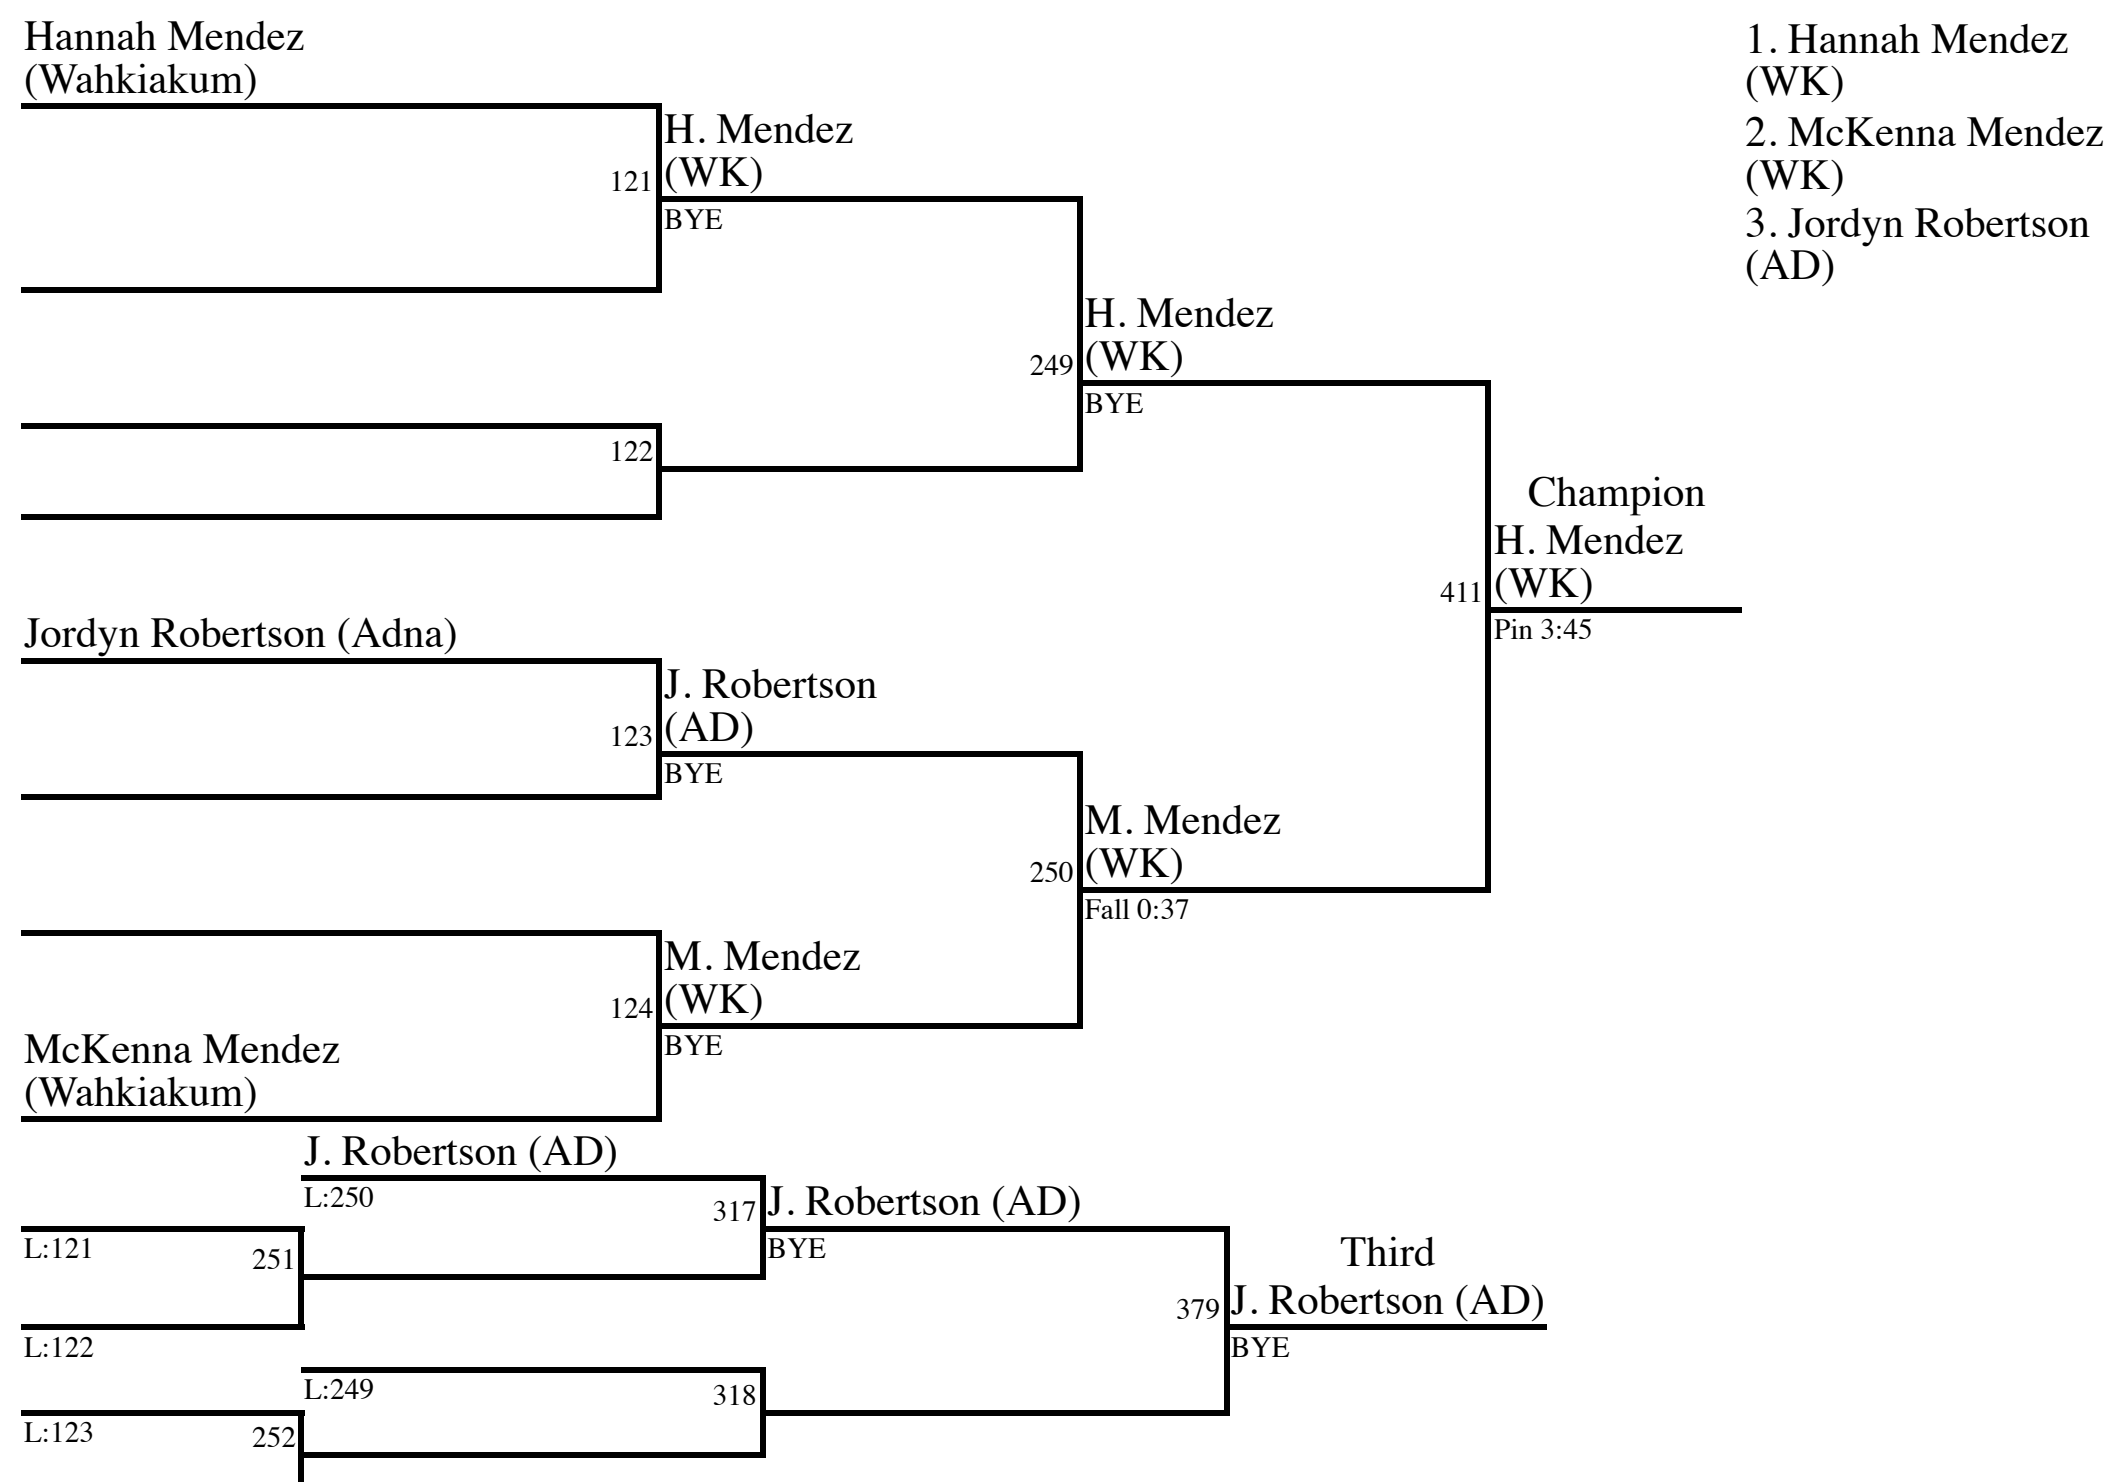 Hannah Mendez
(Wahkiakum)
1. Hannah Mendez
(WK)
2. McKenna Mendez
(WK)
3. Jordyn Robertson
(AD)
H. Mendez
121 (WK)
BYE
H. Mendez
249 (WK)
BYE
122
Champion
H. Mendez
411 (WK)
Pin 3:45
Jordyn Robertson (Adna)
J. Robertson
123 (AD)
BYE
M. Mendez
250 (WK)
Fall 0:37
M. Mendez
124 (WK)
BYE
McKenna Mendez
(Wahkiakum)
J. Robertson (AD)
L:250
317 J. Robertson (AD)
BYE
L:121
251
L:122
Third
379 J. Robertson (AD)
BYE
L:249
318
L:123
252